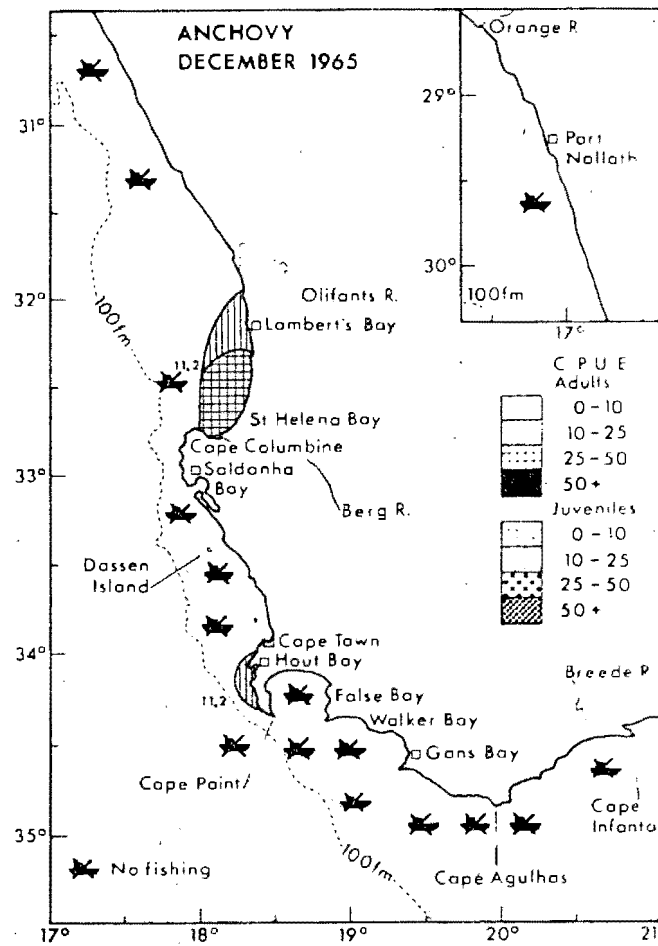 ANCHOVY
DECEMBER 1965
Orange R.
29°
Port
Nolloth
30°
100fm
17°
31°
32°
Olifants R.
Lambert's Bay
100fm
11,2
St Helena Bay
Cape Columbine
33°
Saldanha
Bay
Berg R.
Dassen
Island
Cape Town
34°
Hout Bay
Breede R
11,2
False Bay
Walker Bay
Gans Bay
Cape Point
Cape
Infanta
35°
100fm
No fishing
Cape Agulhas
17°
18°
19°
20°
21°
C P U E
Adults
0-10
10-25
25-50
50+
Juveniles
0-10
10-25
25-50
50+